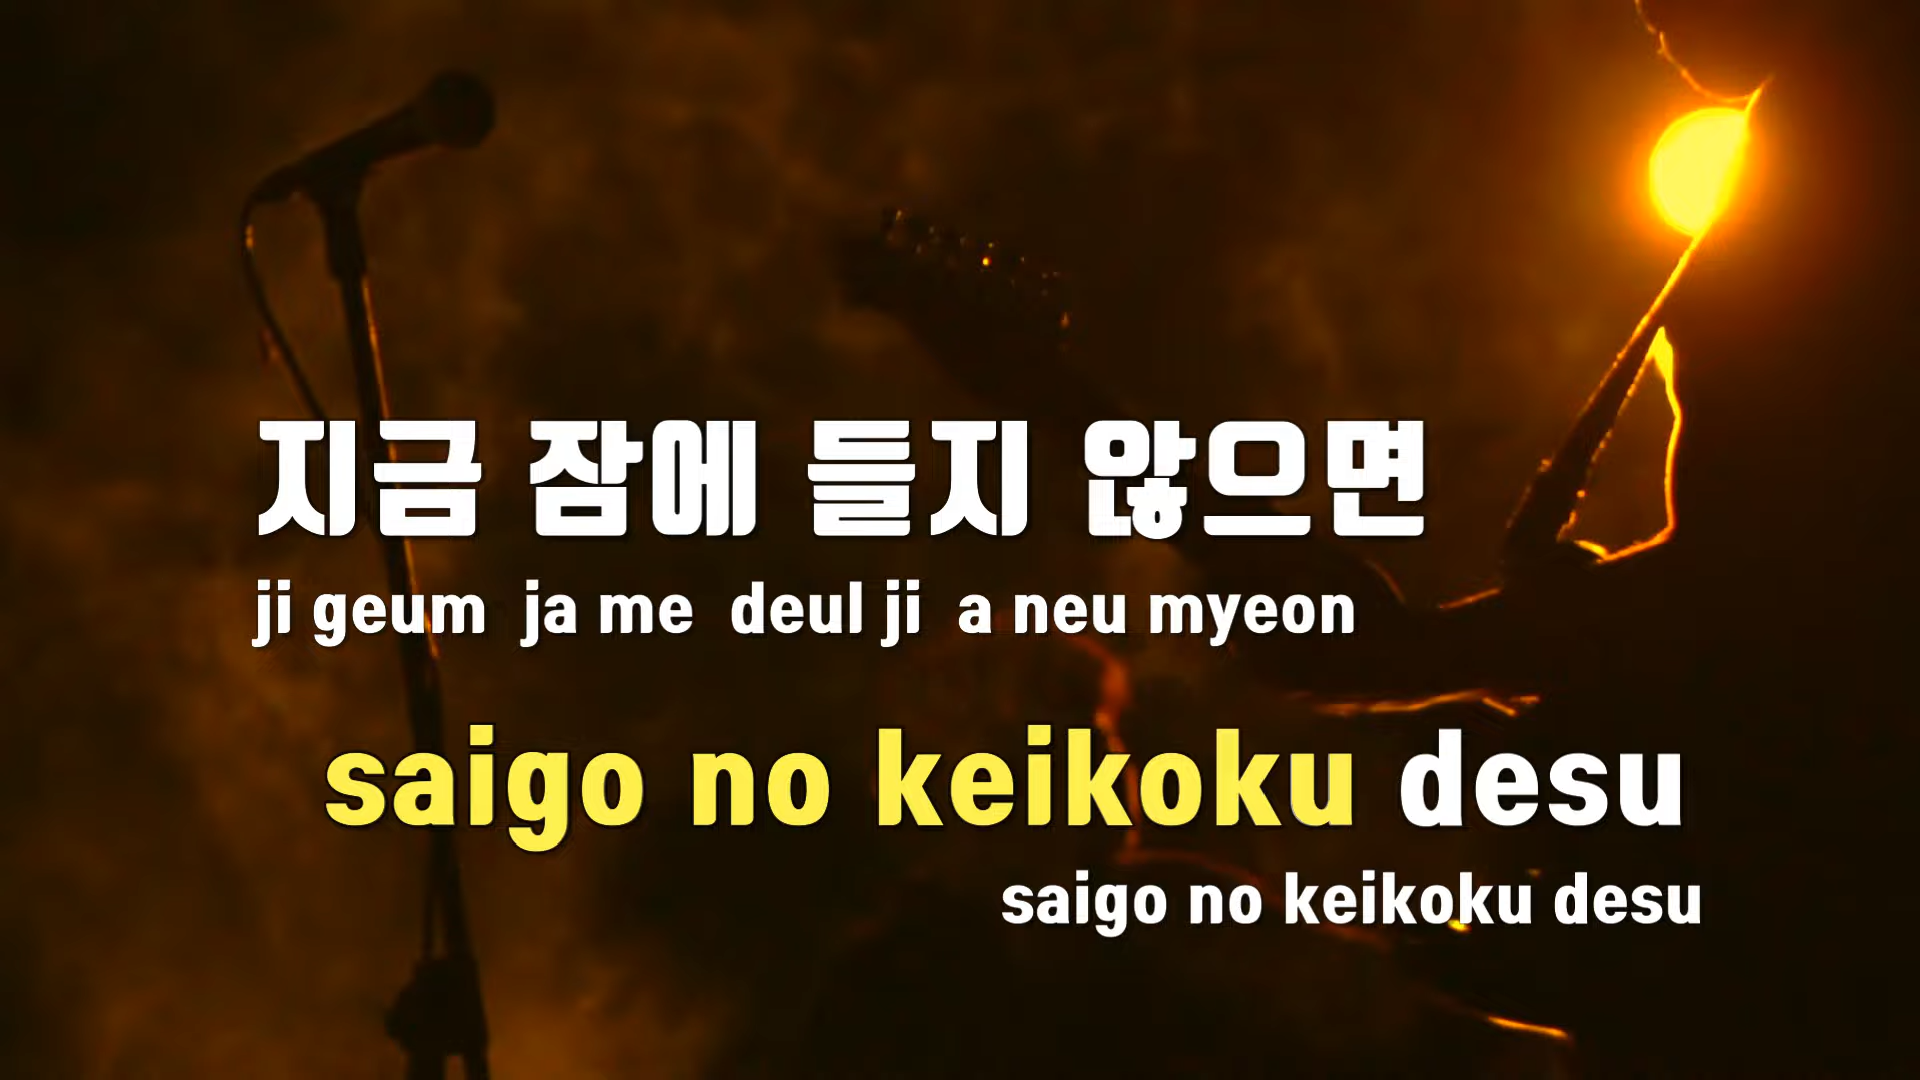 지금 잠에 들지 않으면
ji geum ja me deul ji a neu myeon
saigo no keikoku desu
saigo no keikoku desu